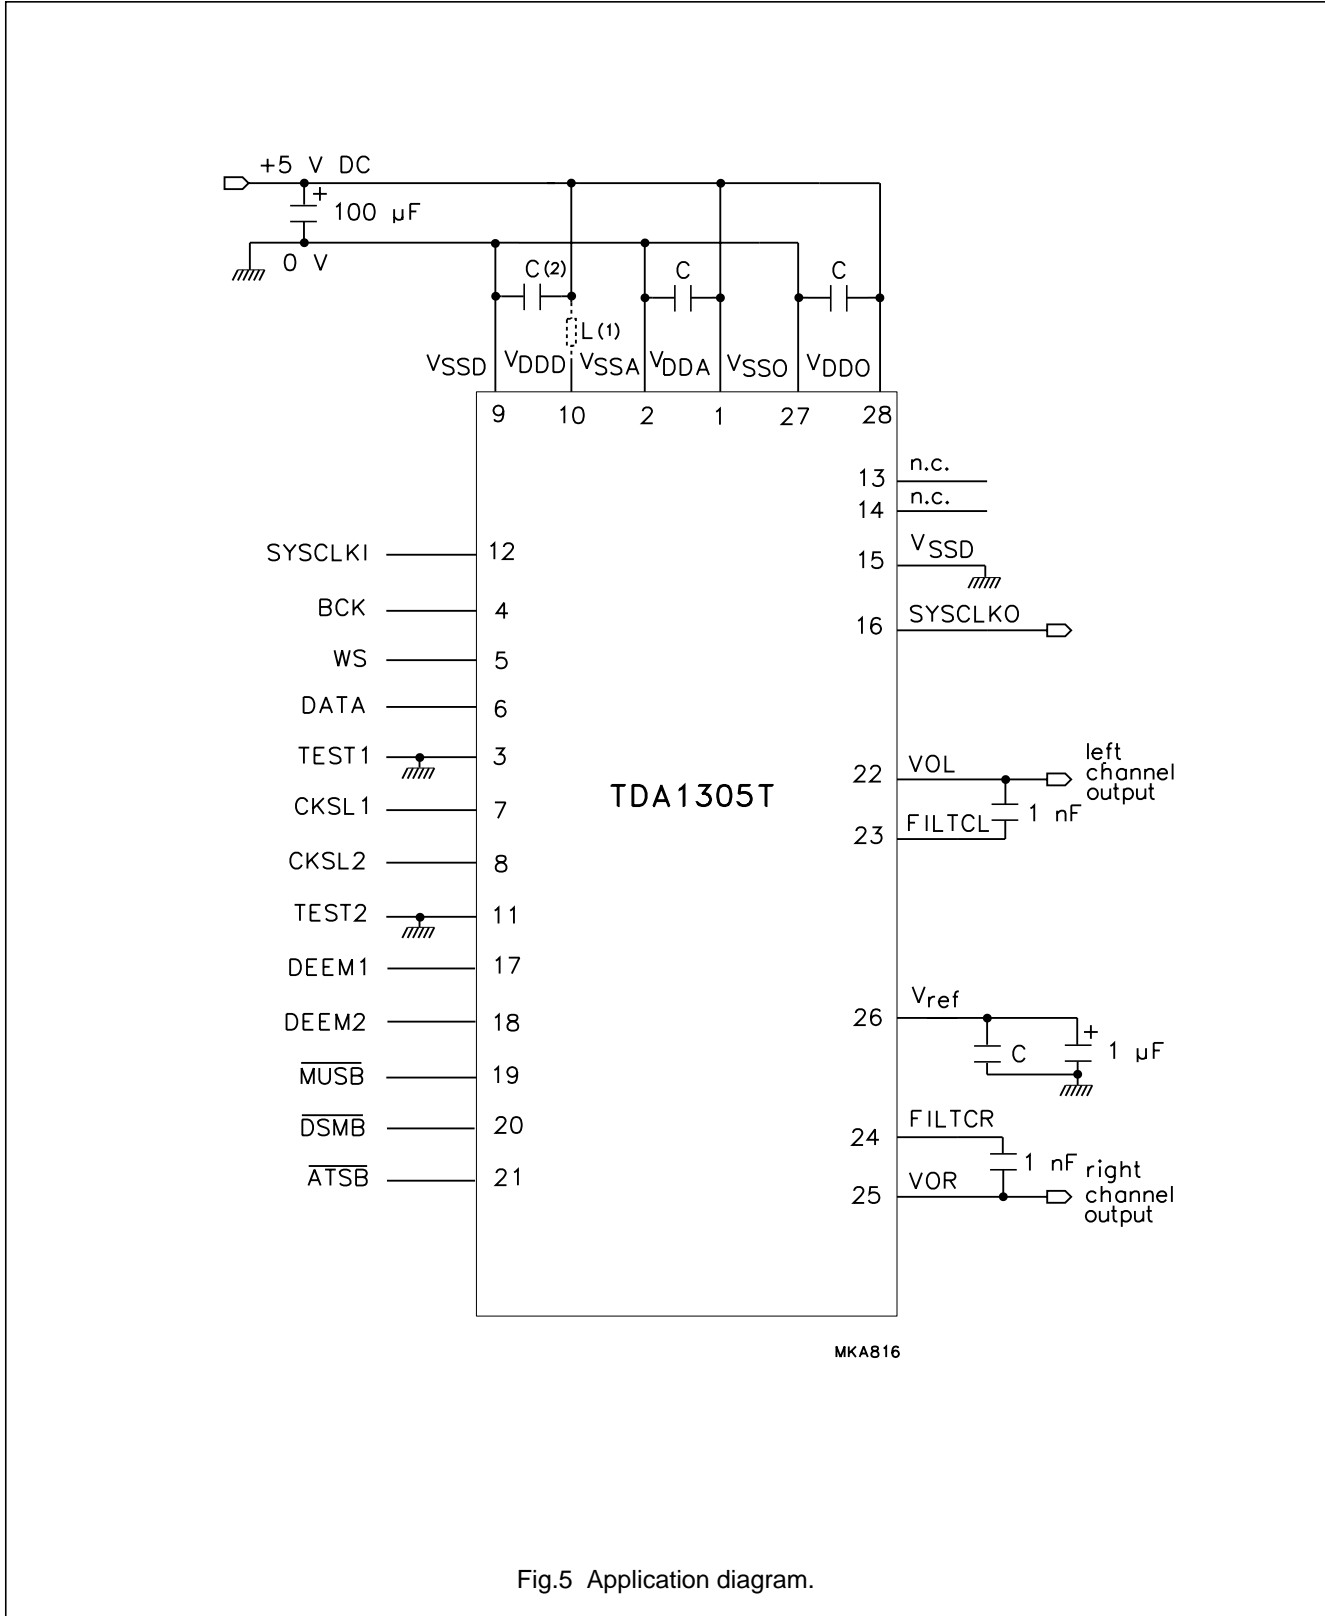 +5 V DC
+
100 µF
0 V
C(2)
C
C
L(1)
VSSD
VDDD
VSSA
VDDA
VSSO
VDDO
9
10
2
1
27
28
13
n.c.
14
n.c.
15
VSSD
16
SYSCLKO
SYSCLKI
12
BCK
4
WS
5
DATA
6
TEST1
3
CKSL1
7
CKSL2
8
TEST2
11
DEEM1
17
DEEM2
18
MUSB
19
DSMB
20
ATSB
21
TDA1305T
22
VOL
left
channel
output
1 nF
23
FILTCL
26
Vref
C
+
1 µF
24
FILTCR
1 nF
25
VOR
right
channel
output
MKA816
Fig.5 Application diagram.